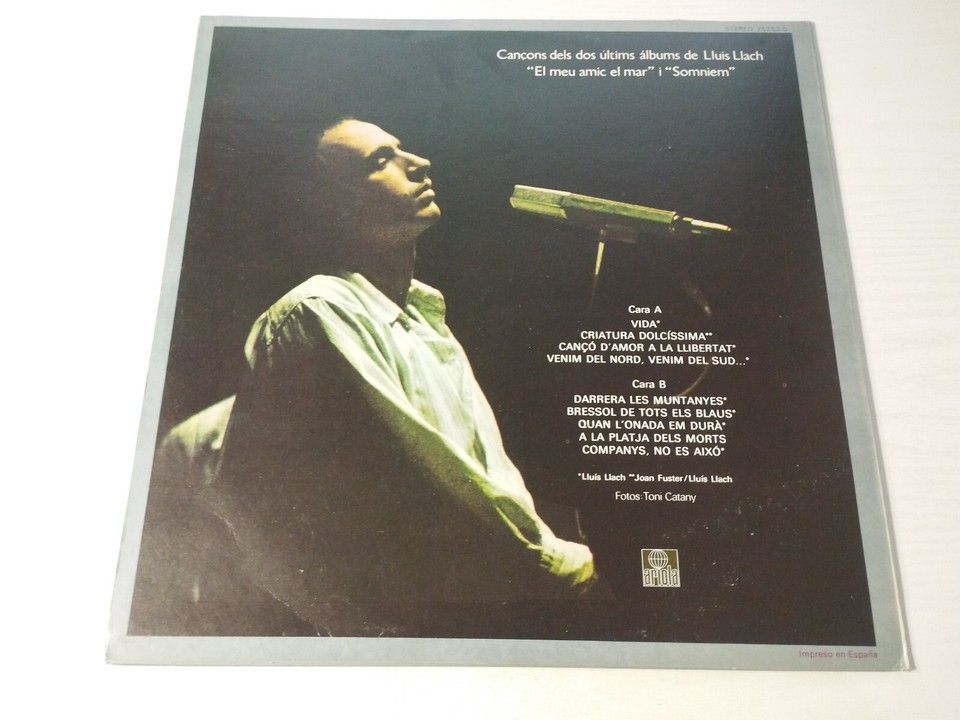 STEREO
Cançons dels dos últims álbums de Lluis Llach
“El meu amic el mar” i “Somniem”
Cara A
VIDA*
CRIATURA DOLCÍSSIMA**
CANÇÓ D'AMOR A LA LLIBERTAT*
VENIM DEL NORD, VENIM DEL SUD...*
Cara B
DARRERA LES MUNTANYES*
BRESSOL DE TOTS ELS BLAUS*
QUAN L'ONADA EM DURÀ*
A LA PLATJA DELS MORTS
COMPANYS, NO ES AIXÓ*
*Lluís Llach **Joan Fuster/Lluís Llach
Fotos: Toni Catany
ariola
Impreso en España